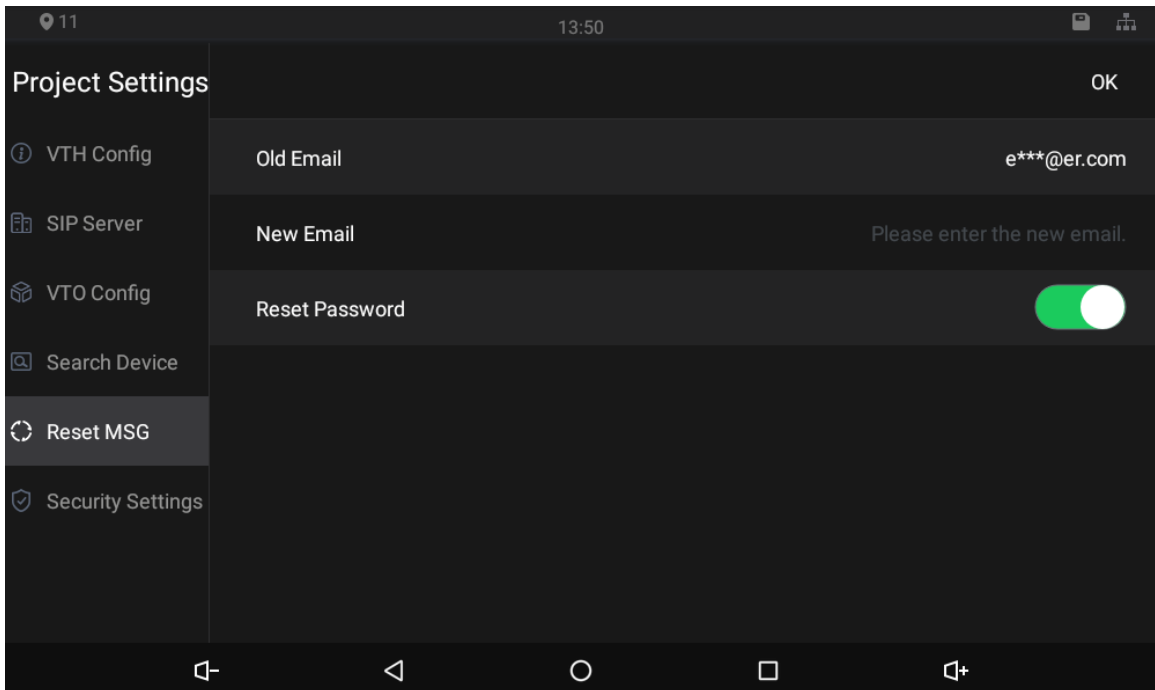 11
13:50
Project Settings
OK
VTH Config
Old Email
e***@er.com
SIP Server
New Email
Please enter the new email.
VTO Config
Reset Password
Search Device
Reset MSG
Security Settings